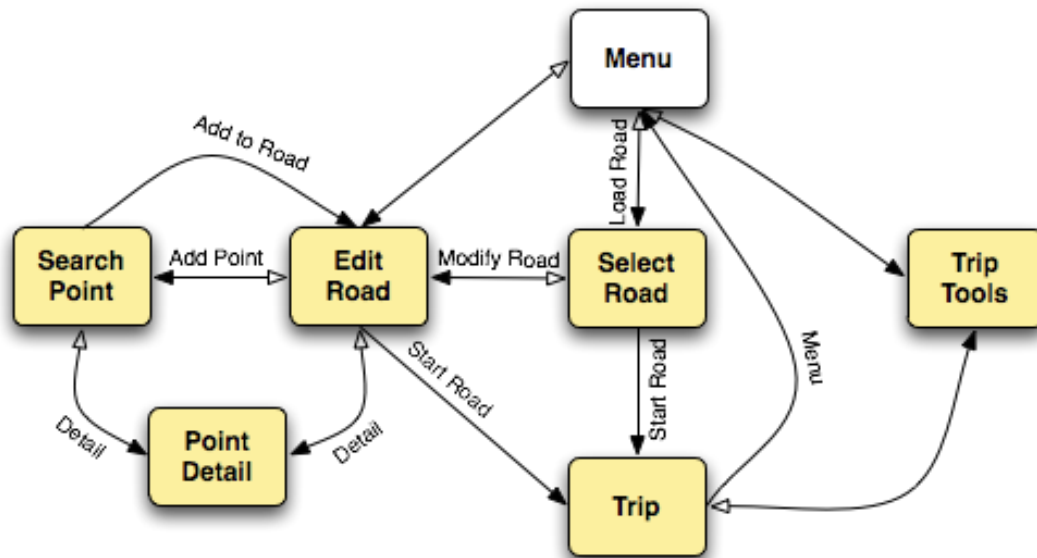 Menu
Add to Road
Load Road
Search
Point
Add Point
Edit
Road
Modify Road
Select
Road
Trip
Tools
Start Road
Start Road
Menu
Detail
Point
Detail
Detail
Trip